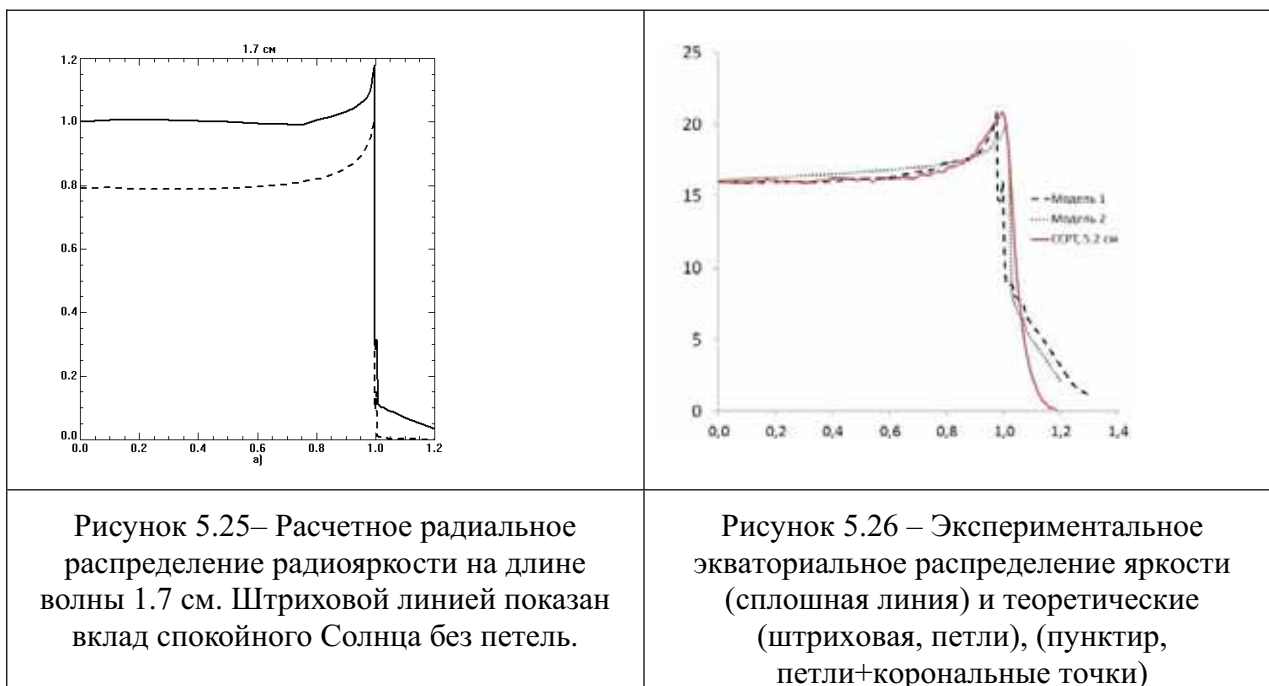 1.7 см
1.2
1.0
0.8
0.6
0.4
0.2
0.0
0.0 0.2 0.4 0.6 0.8 1.0 1.2
а)
Рисунок 5.25– Расчетное радиальное
распределение радиояркости на длине
волны 1.7 см. Штриховой линией показан
вклад спокойного Солнца без петель.
25
20
15
10
5
0
0,0 0,2 0,4 0,6 0,8 1,0 1,2 1,4
Модель 1
Модель 2
ССРТ, 5.2 см
Рисунок 5.26 – Экспериментальное
экваториальное распределение яркости
(сплошная линия) и теоретические
(штриховая, петли), (пунктир,
петли+корональные точки)